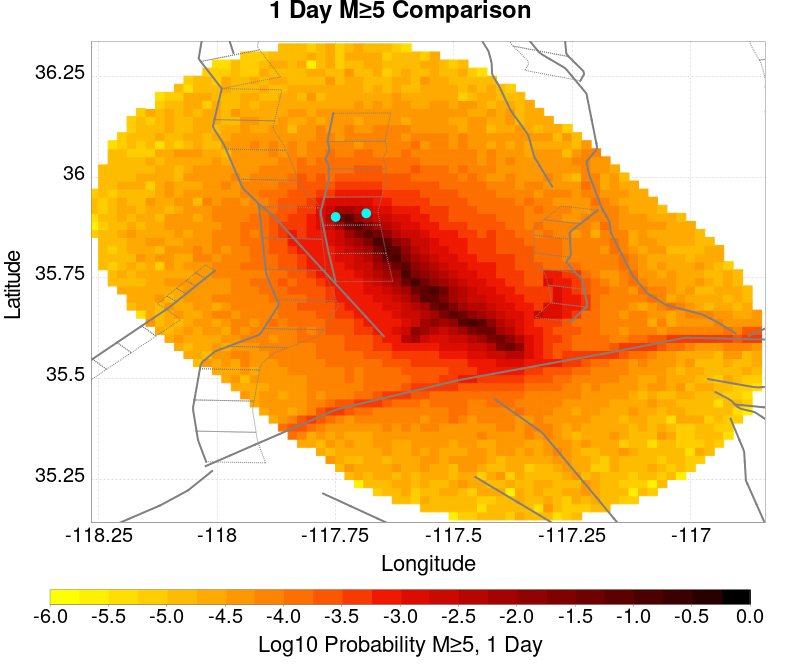 1 Day M≥5 Comparison
36.25
36
35.75
35.5
35.25
Latitude
-118.25 -118 -117.75 -117.5 -117.25 -117
Longitude
-6.0 -5.5 -5.0 -4.5 -4.0 -3.5 -3.0 -2.5 -2.0 -1.5 -1.0 -0.5 0.0
Log10 Probability M≥5, 1 Day